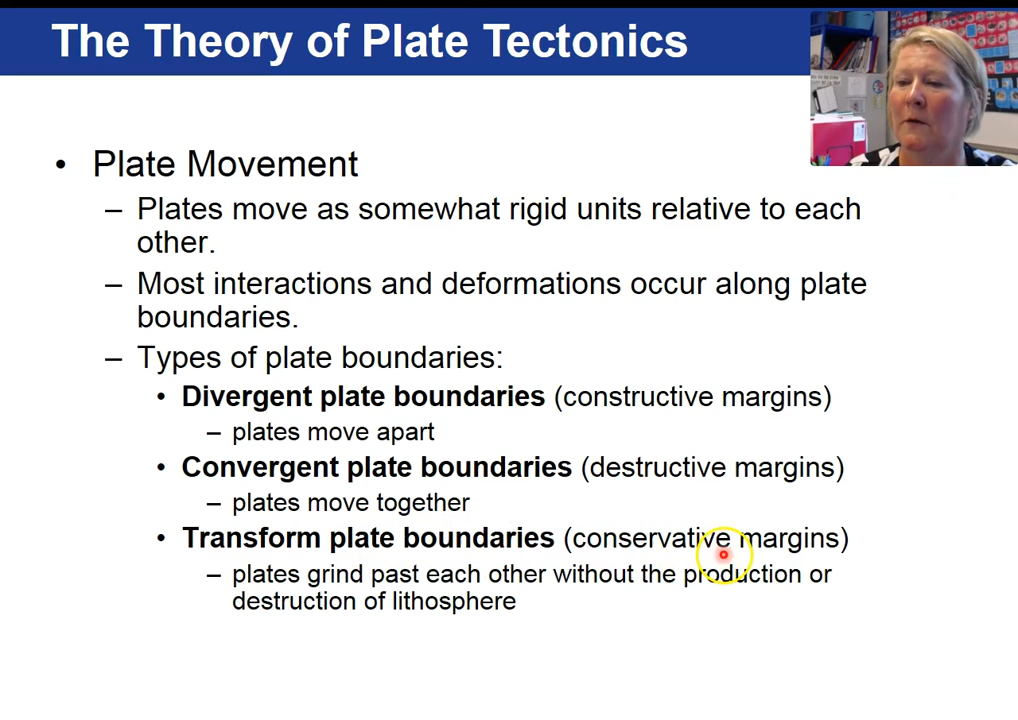 The Theory of Plate Tectonics
• Plate Movement
– Plates move as somewhat rigid units relative to each
other.
– Most interactions and deformations occur along plate
boundaries.
– Types of plate boundaries:
• Divergent plate boundaries (constructive margins)
– plates move apart
• Convergent plate boundaries (destructive margins)
– plates move together
• Transform plate boundaries (conservative margins)
– plates grind past each other without the production or
destruction of lithosphere